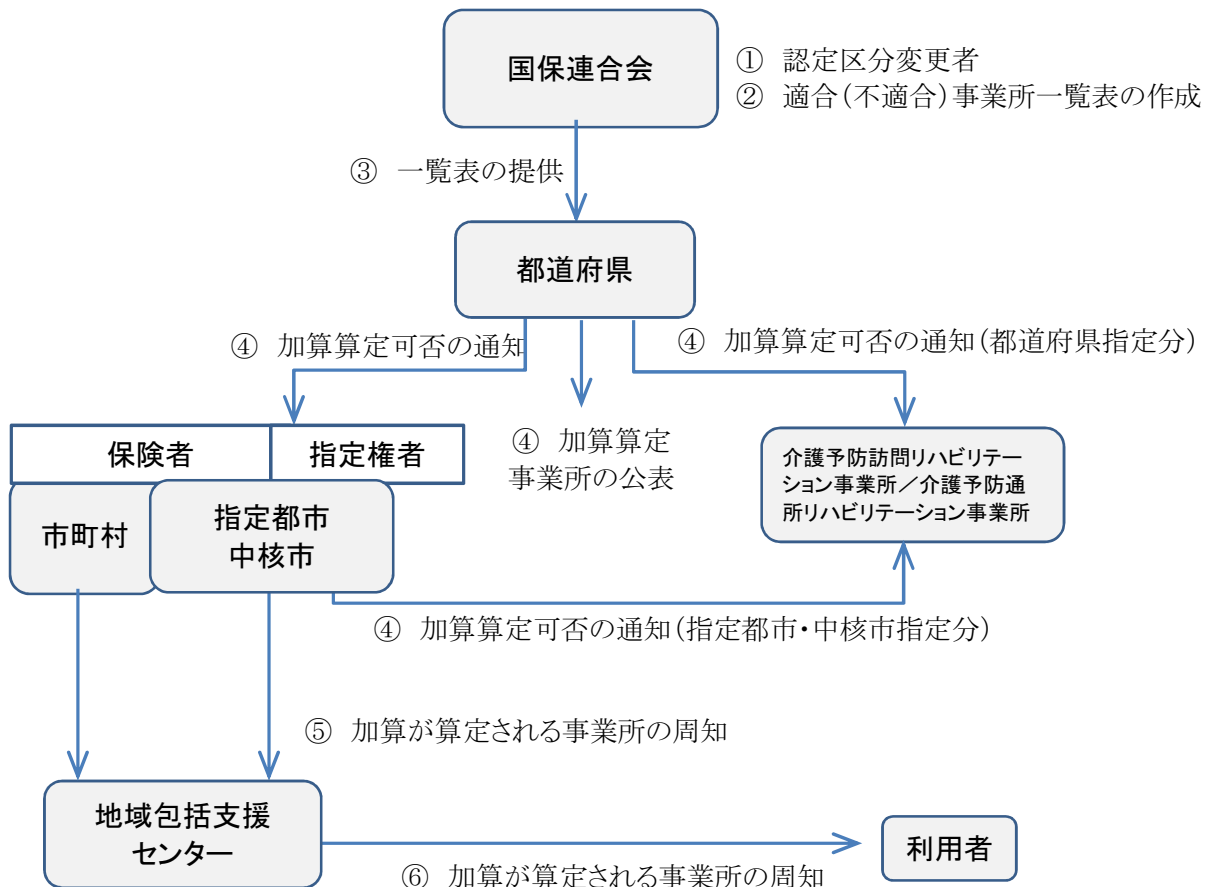 国保連合会
① 認定区分変更者
② 適合(不適合)事業所一覧表の作成
③ 一覧表の提供
都道府県
④ 加算算定可否の通知
④ 加算算定可否の通知(都道府県指定分)
保険者
指定権者
④ 加算算定
事業所の公表
介護予防訪問リハビリテー
ション事業所／介護予防通
所リハビリテーション事業所
市町村
指定都市
中核市
④ 加算算定可否の通知(指定都市・中核市指定分)
⑤ 加算が算定される事業所の周知
地域包括支援
センター
利用者
⑥ 加算が算定される事業所の周知